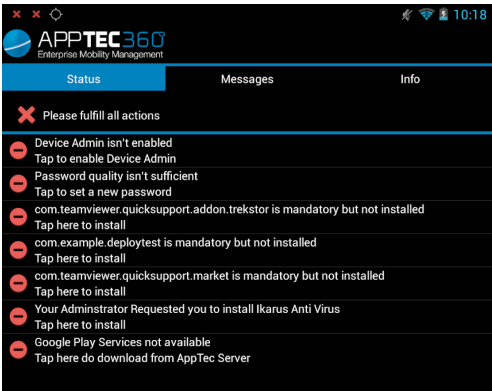 10:18
APPTEC360°
Enterprise Mobility Management
Status Messages Info
Please fulfill all actions
Device Admin isn't enabled
Tap to enable Device Admin
Password quality isn't sufficient
Tap to set a new password
com.teamviewer.quicksupport.addon.trekstor is mandatory but not installed
Tap here to install
com.example.deploytest is mandatory but not installed
Tap here to install
com.teamviewer.quicksupport.market is mandatory but not installed
Tap here to install
Your Adminstrator Requested you to install Ikarus Anti Virus
Tap here to install
Google Play Services not available
Tap here do download from AppTec Server